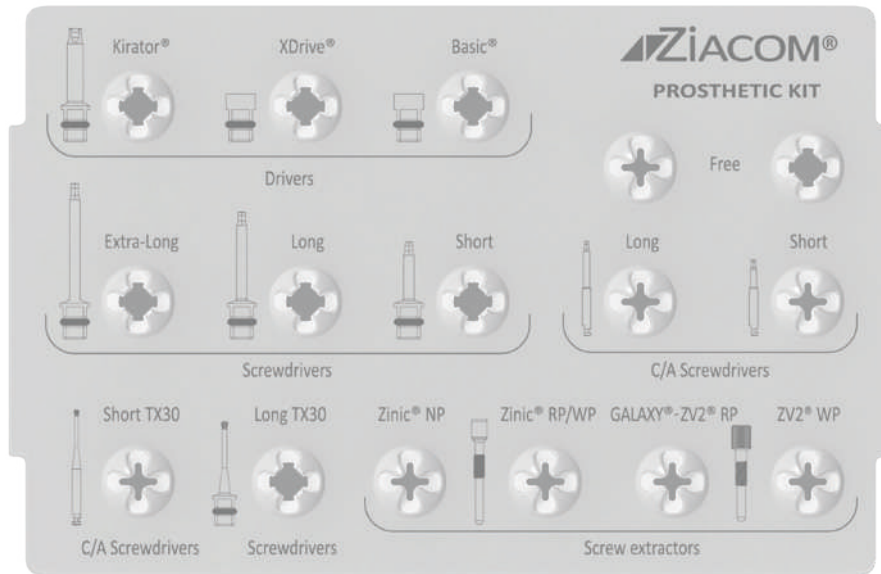 Kirator® XDrive® Basic®
ZiACOM®
PROSTHETIC KIT
Drivers
Free
Extra-Long Long Short
Long Short
Screwdrivers
C/A Screwdrivers
Short TX30 Long TX30 Zinic® NP Zinic® RP/WP GALAXY®-ZV2® RP ZV2® WP
C/A Screwdrivers Screwdrivers Screw extractors